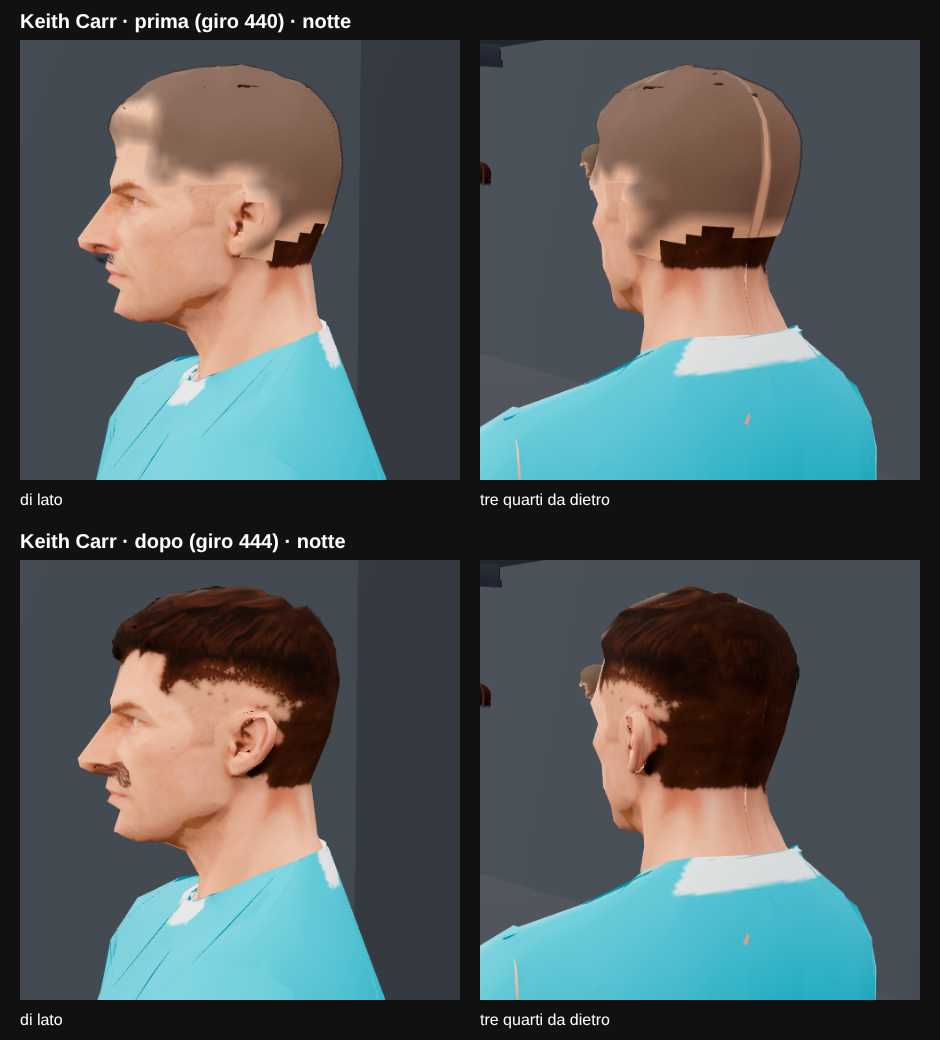 Keith Carr · prima (giro 440) · notte
di lato
tre quarti da dietro
Keith Carr · dopo (giro 444) · notte
di lato
tre quarti da dietro